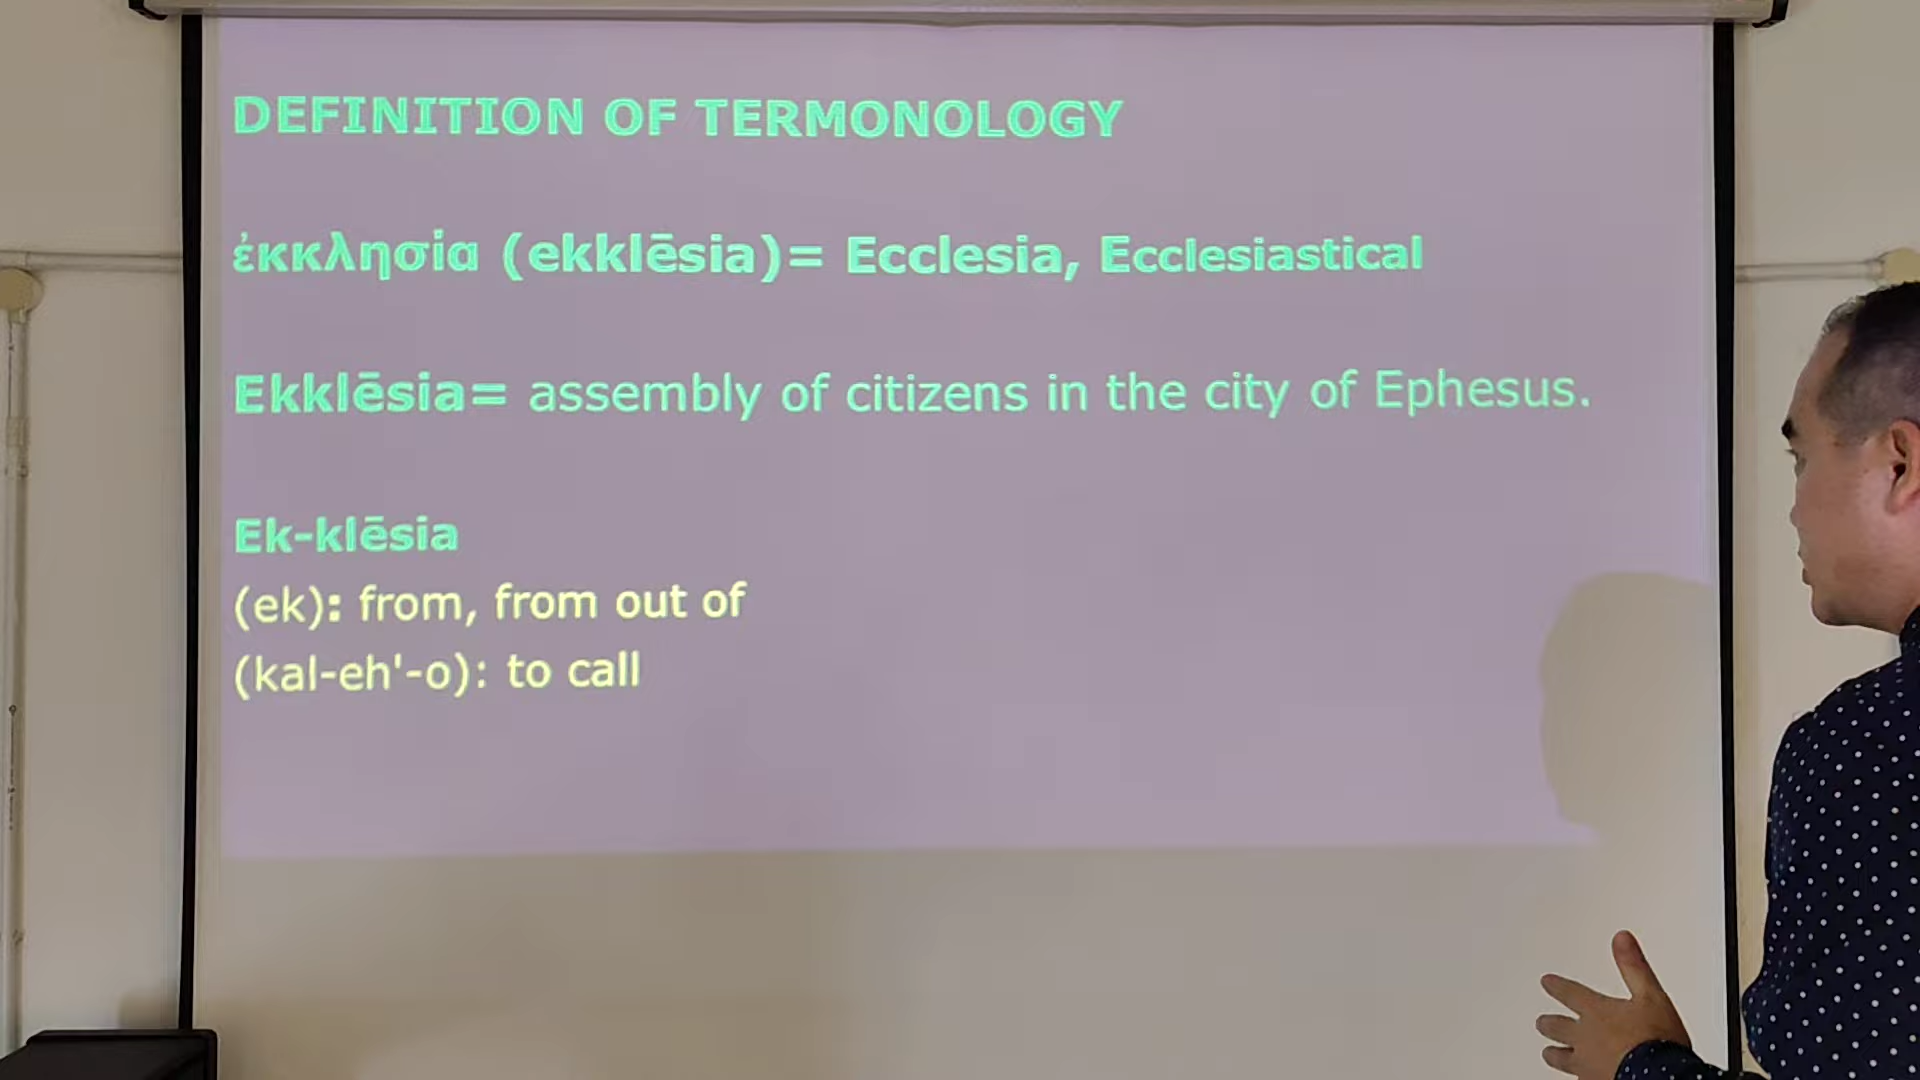 DEFINITION OF TERMONOLOGY
ἐκκλησία (ekklēsia)= Ecclesia, Ecclesiastical
Ekklēsia= assembly of citizens in the city of Ephesus.
Ek-klēsia
(ek): from, from out of
(kal-eh'-o): to call